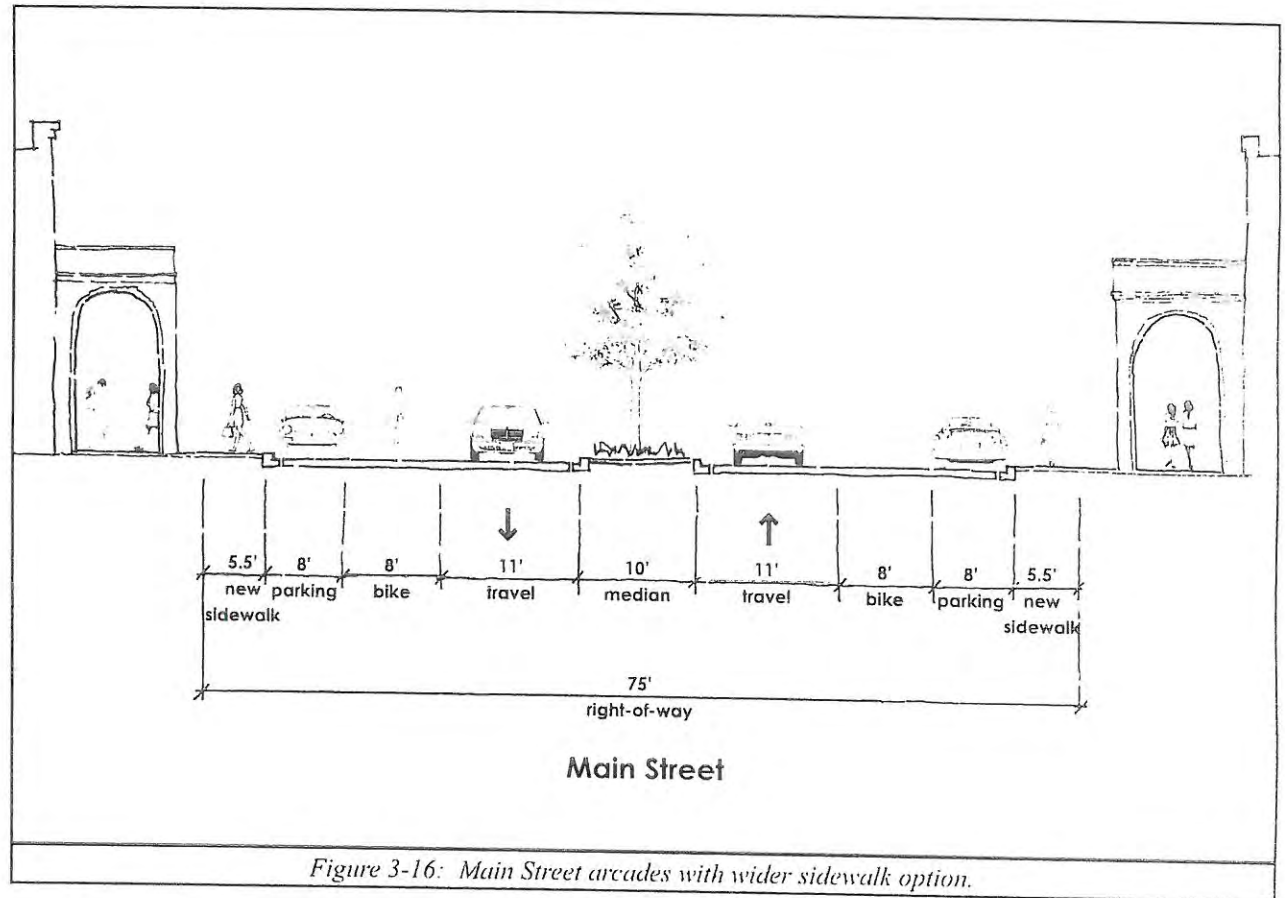 5.5' 8' 8' 11' 10' 11' 8' 8' 5.5'
new parking bike travel median travel bike parking new
sidewalk sidewalk
75'
right-of-way
Main Street
Figure 3-16: Main Street arcades with wider sidewalk option.